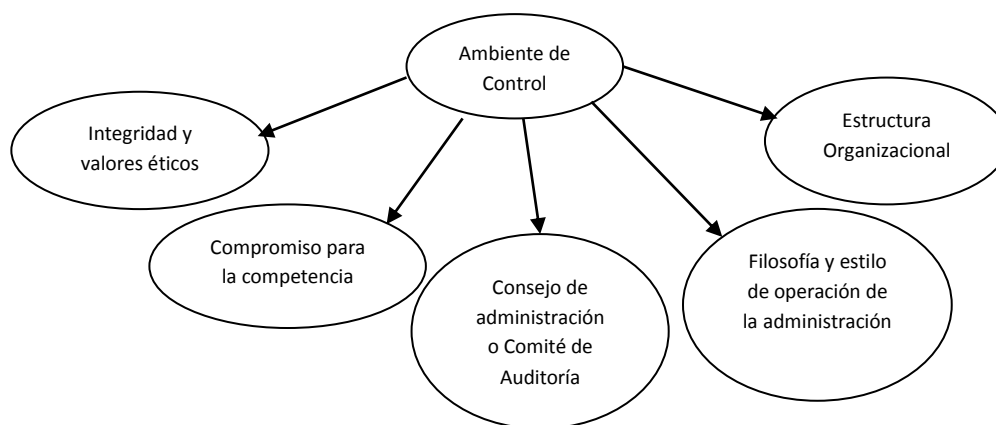 Ambiente de
Control
Integridad y
valores éticos
Compromiso para
la competencia
Consejo de
administración
o Comité de
Auditoría
Filosofía y estilo
de operación de
la administración
Estructura
Organizacional